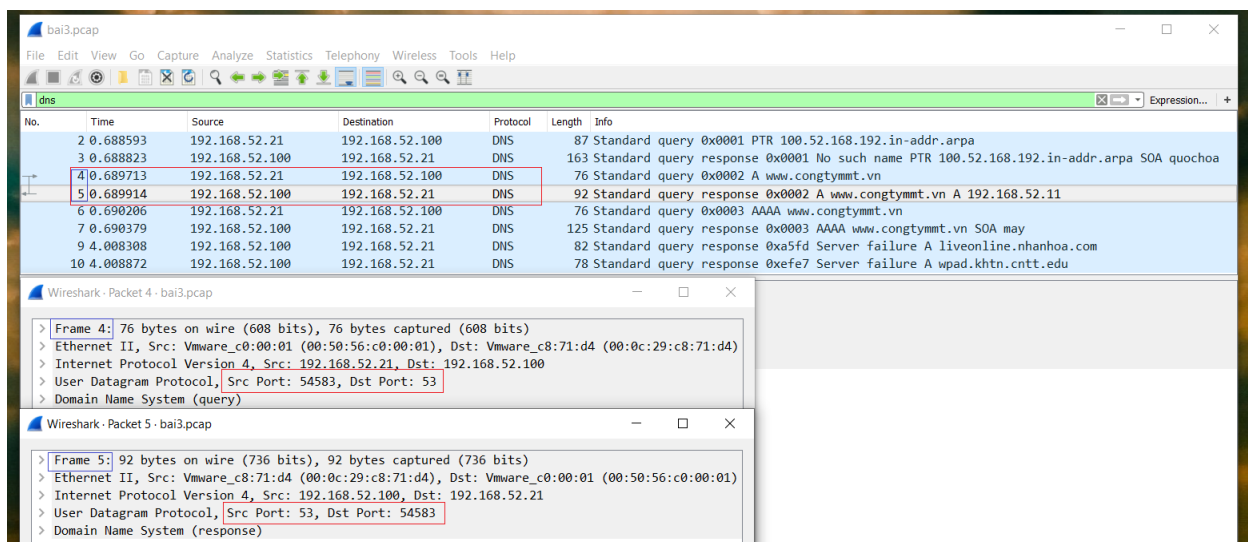 bai3.pcap
File Edit View Go Capture Analyze Statistics Telephony Wireless Tools Help
dns Expression... +
No. Time Source Destination Protocol Length Info
2 0.688593 192.168.52.21 192.168.52.100 DNS 87 Standard query 0x0001 PTR 100.52.168.192.in-addr.arpa
3 0.688823 192.168.52.100 192.168.52.21 DNS 163 Standard query response 0x0001 No such name PTR 100.52.168.192.in-addr.arpa SOA quochoa
4 0.689713 192.168.52.21 192.168.52.100 DNS 76 Standard query 0x0002 A www.congtymmt.vn
5 0.689914 192.168.52.100 192.168.52.21 DNS 92 Standard query response 0x0002 A www.congtymmt.vn A 192.168.52.11
6 0.690206 192.168.52.21 192.168.52.100 DNS 76 Standard query 0x0003 AAAA www.congtymmt.vn
7 0.690379 192.168.52.100 192.168.52.21 DNS 125 Standard query response 0x0003 AAAA www.congtymmt.vn SOA may
9 4.008308 192.168.52.100 192.168.52.21 DNS 82 Standard query response 0xa5fd Server failure A liveonline.nhanhoa.com
10 4.008872 192.168.52.100 192.168.52.21 DNS 78 Standard query response 0xefe7 Server failure A wpad.khtn.cntt.edu
Wireshark · Packet 4 · bai3.pcap
> Frame 4: 76 bytes on wire (608 bits), 76 bytes captured (608 bits)
> Ethernet II, Src: Vmware_c0:00:01 (00:50:56:c0:00:01), Dst: Vmware_c8:71:d4 (00:0c:29:c8:71:d4)
> Internet Protocol Version 4, Src: 192.168.52.21, Dst: 192.168.52.100
> User Datagram Protocol, Src Port: 54583, Dst Port: 53
> Domain Name System (query)
Wireshark · Packet 5 · bai3.pcap
> Frame 5: 92 bytes on wire (736 bits), 92 bytes captured (736 bits)
> Ethernet II, Src: Vmware_c8:71:d4 (00:0c:29:c8:71:d4), Dst: Vmware_c0:00:01 (00:50:56:c0:00:01)
> Internet Protocol Version 4, Src: 192.168.52.100, Dst: 192.168.52.21
> User Datagram Protocol, Src Port: 53, Dst Port: 54583
> Domain Name System (response)